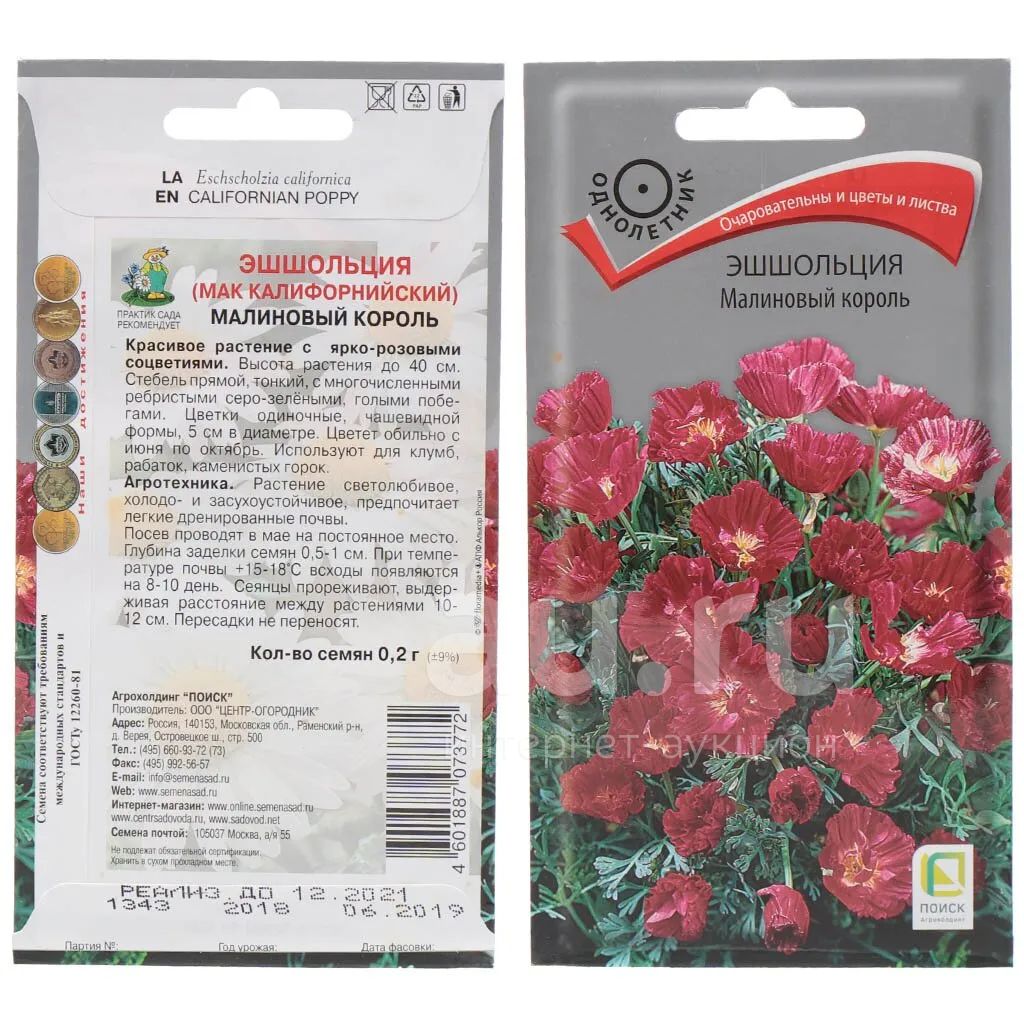 LA Eschscholzia californica
EN CALIFORNIAN POPPY
ПРАКТИК САДА
РЕКОМЕНДУЕТ
ЭШШОЛЬЦИЯ
(МАК КАЛИФОРНИЙСКИЙ)
МАЛИНОВЫЙ КОРОЛЬ
Красивое растение с ярко-розовыми
соцветиями. Высота растения до 40 см.
Стебель прямой, тонкий, с многочисленными
ребристыми серо-зелёными, голыми побе-
гами. Цветки одиночные, чашевидной
формы, 5 см в диаметре. Цветет обильно с
июня по октябрь. Используют для клумб,
рабаток, каменистых горок.
Агротехника. Растение светолюбивое,
холодо- и засухоустойчивое, предпочитает
легкие дренированные почвы.
Посев проводят в мае на постоянное место.
Глубина заделки семян 0,5-1 см. При темпе-
ратуре почвы +15-18°С всходы появляются
на 8-10 день. Сеянцы прореживают, выдер-
живая расстояние между растениями 10-
12 см. Пересадки не переносят.
Кол-во семян 0,2 г (±9%)
Агрохолдинг "ПОИСК"
Производитель: ООО "ЦЕНТР-ОГОРОДНИК"
Адрес: Россия, 140153, Московская обл., Раменский р-н,
д. Верея, Островецкое ш., стр. 500
Тел.: (495) 660-93-72 (73)
Факс: (495) 992-56-57
E-mail: info@semenasad.ru
Web: www.semenasad.ru
Интернет-магазин: www.online.semenasad.ru
www.centrsadovoda.ru, www.sadovod.net
Семена почтой: 105037 Москва, а/я 55
Не подлежат обязательной сертификации.
Хранить в сухом прохладном месте.
4 601887 073772
РЕАЛИЗ.ДО 12.2021
1343 2018 06.2019
Партия №: Год урожая: Дата фасовки:
наши достижения
Семена соответствуют требованиям
международных стандартов и
ГОСТу 12260-81
ОДНОЛЕТНИК
Очаровательны и цветы и листва
ЭШШОЛЬЦИЯ
Малиновый король
ПОИСК
Агрохолдинг
au.ru
интернет аукцион